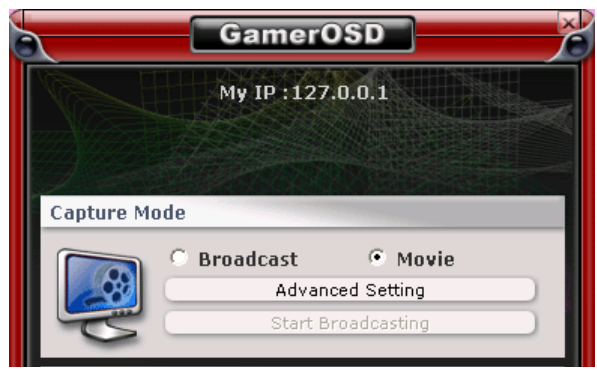 GamerOSD
My IP :127.0.0.1
Capture Mode
Broadcast Movie
Advanced Setting
Start Broadcasting